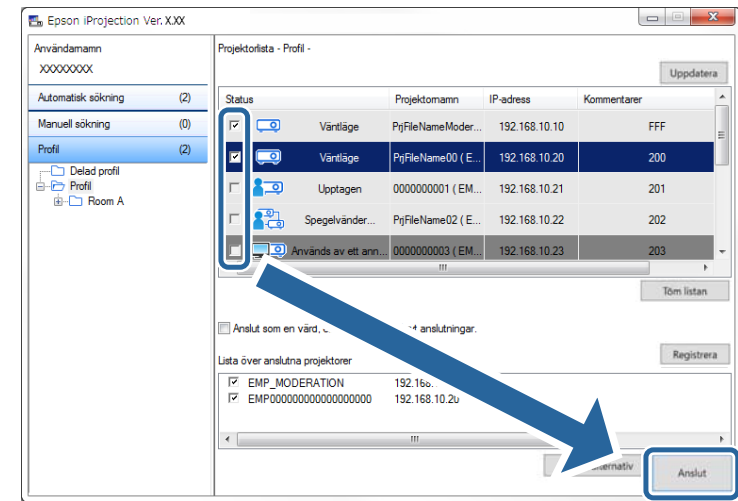 Epson iProjection Ver. X.XX
Användarnamn
XXXXXXXX
Automatisk sökning (2)
Manuell sökning (0)
Profil (2)
Delad profil
Profil
Room A
Projektorlista - Profil -
Uppdatera
Status Projektornamn IP-adress Kommentarer
Väntläge PrjFileNameModer... 192.168.10.10 FFF
Väntläge PrjFileName00 ( E... 192.168.10.20 200
Upptagen 0000000001 ( EM... 192.168.10.21 201
Spegelvänder... PrjFileName02 ( E... 192.168.10.22 202
Används av ett ann... 0000000003 ( EM... 192.168.10.23 203
Töm listan
Anslut som en värd, anslutningar.
Lista över anslutna projektorer
Registrera
EMP_MODERATION 192.168.
EMP000000000000000000 192.168.10.20
Anslut